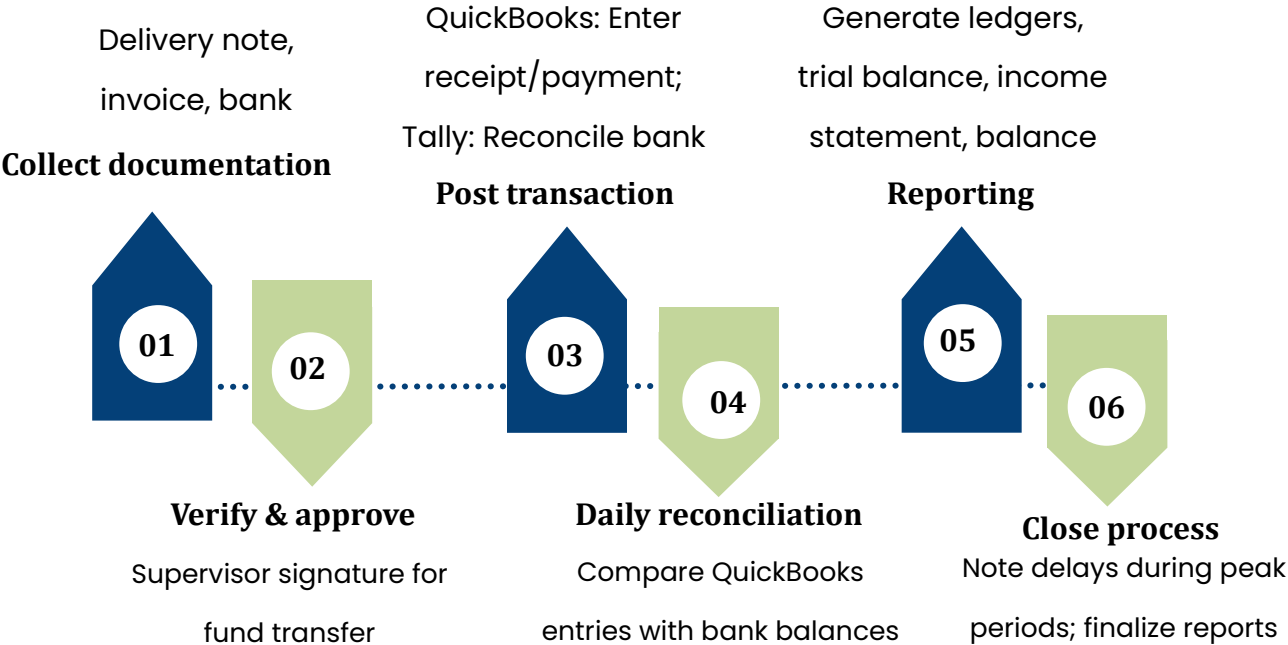 Delivery note,
invoice, bank
Collect documentation
01
02
Verify & approve
Supervisor signature for
fund transfer
QuickBooks: Enter
receipt/payment;
Tally: Reconcile bank
Post transaction
03
04
Daily reconciliation
Compare QuickBooks
entries with bank balances
Generate ledgers,
trial balance, income
statement, balance
Reporting
05
06
Close process
Note delays during peak
periods; finalize reports